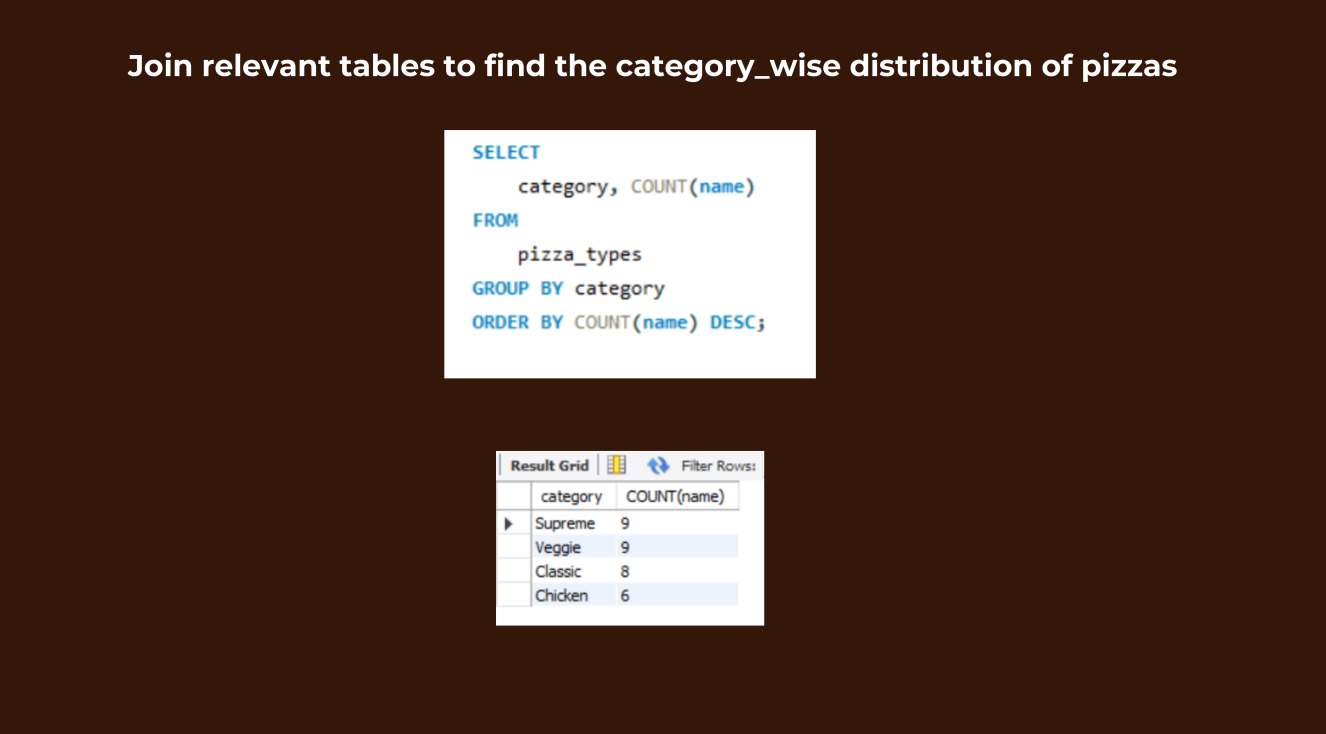 Join relevant tables to find the category_wise distribution of pizzas
SELECT
category, COUNT(name)
FROM
pizza_types
GROUP BY category
ORDER BY COUNT(name) DESC;
Result Grid Filter Rows:
category COUNT(name)
Supreme 9
Veggie 9
Classic 8
Chicken 6